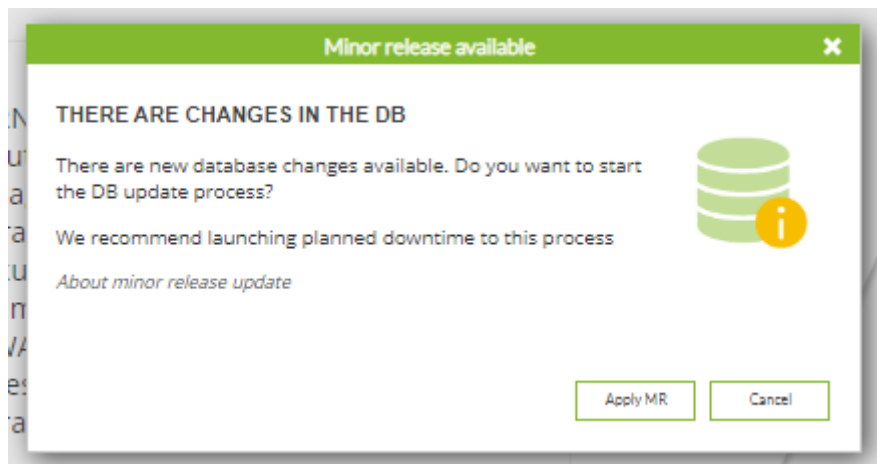 Minor release available
THERE ARE CHANGES IN THE DB
There are new database changes available. Do you want to start
the DB update process?
We recommend launching planned downtime to this process
About minor release update
Apply MR
Cancel